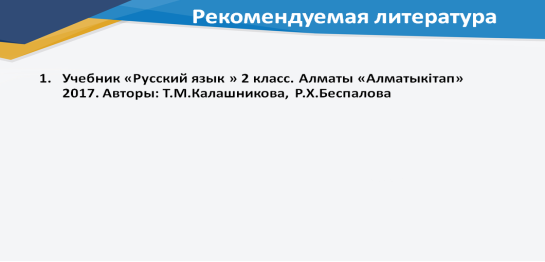 Рекомендуемая литература
1. Учебник «Русский язык » 2 класс. Алматы «Алматыкітап»
2017. Авторы: Т.М.Калашникова, Р.Х.Беспалова